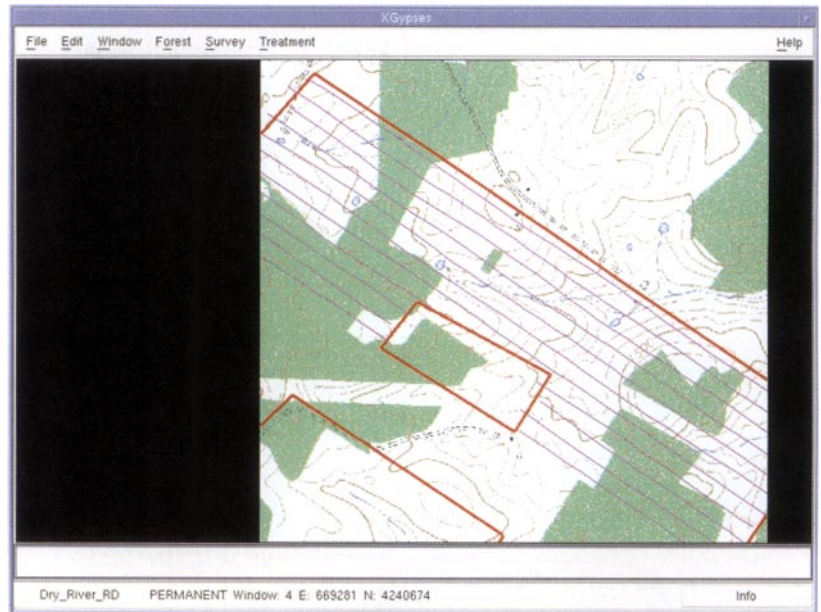 XGypses
File Edit Window Forest Survey Treatment Help
Dry_River_RD PERMANENT Window: 4 E: 669281 N: 4240674 Info